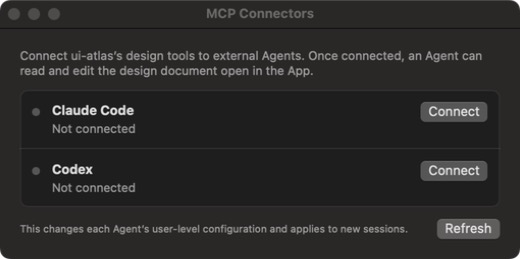 MCP Connectors
Connect ui-atlas's design tools to external Agents. Once connected, an Agent can
read and edit the design document open in the App.
Claude Code
Not connected
Connect
Codex
Not connected
Connect
This changes each Agent's user-level configuration and applies to new sessions.
Refresh